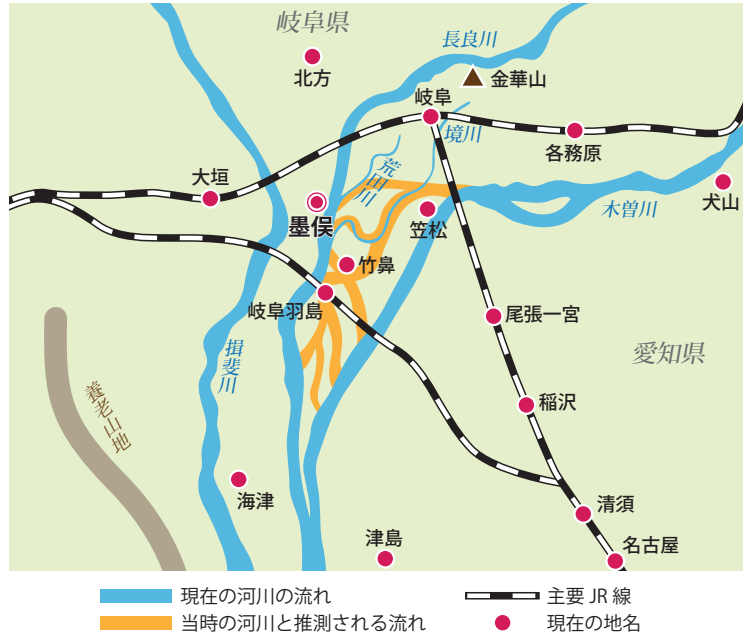 岐阜県
長良川
北方
金華山
岐阜
境川
各務原
荒田川
大垣
犬山
木曽川
墨俣
笠松
竹鼻
岐阜羽島
尾張一宮
揖斐川
愛知県
養老山地
稲沢
海津
清須
津島
名古屋
現在の河川の流れ
主要 JR 線
当時の河川と推測される流れ
現在の地名